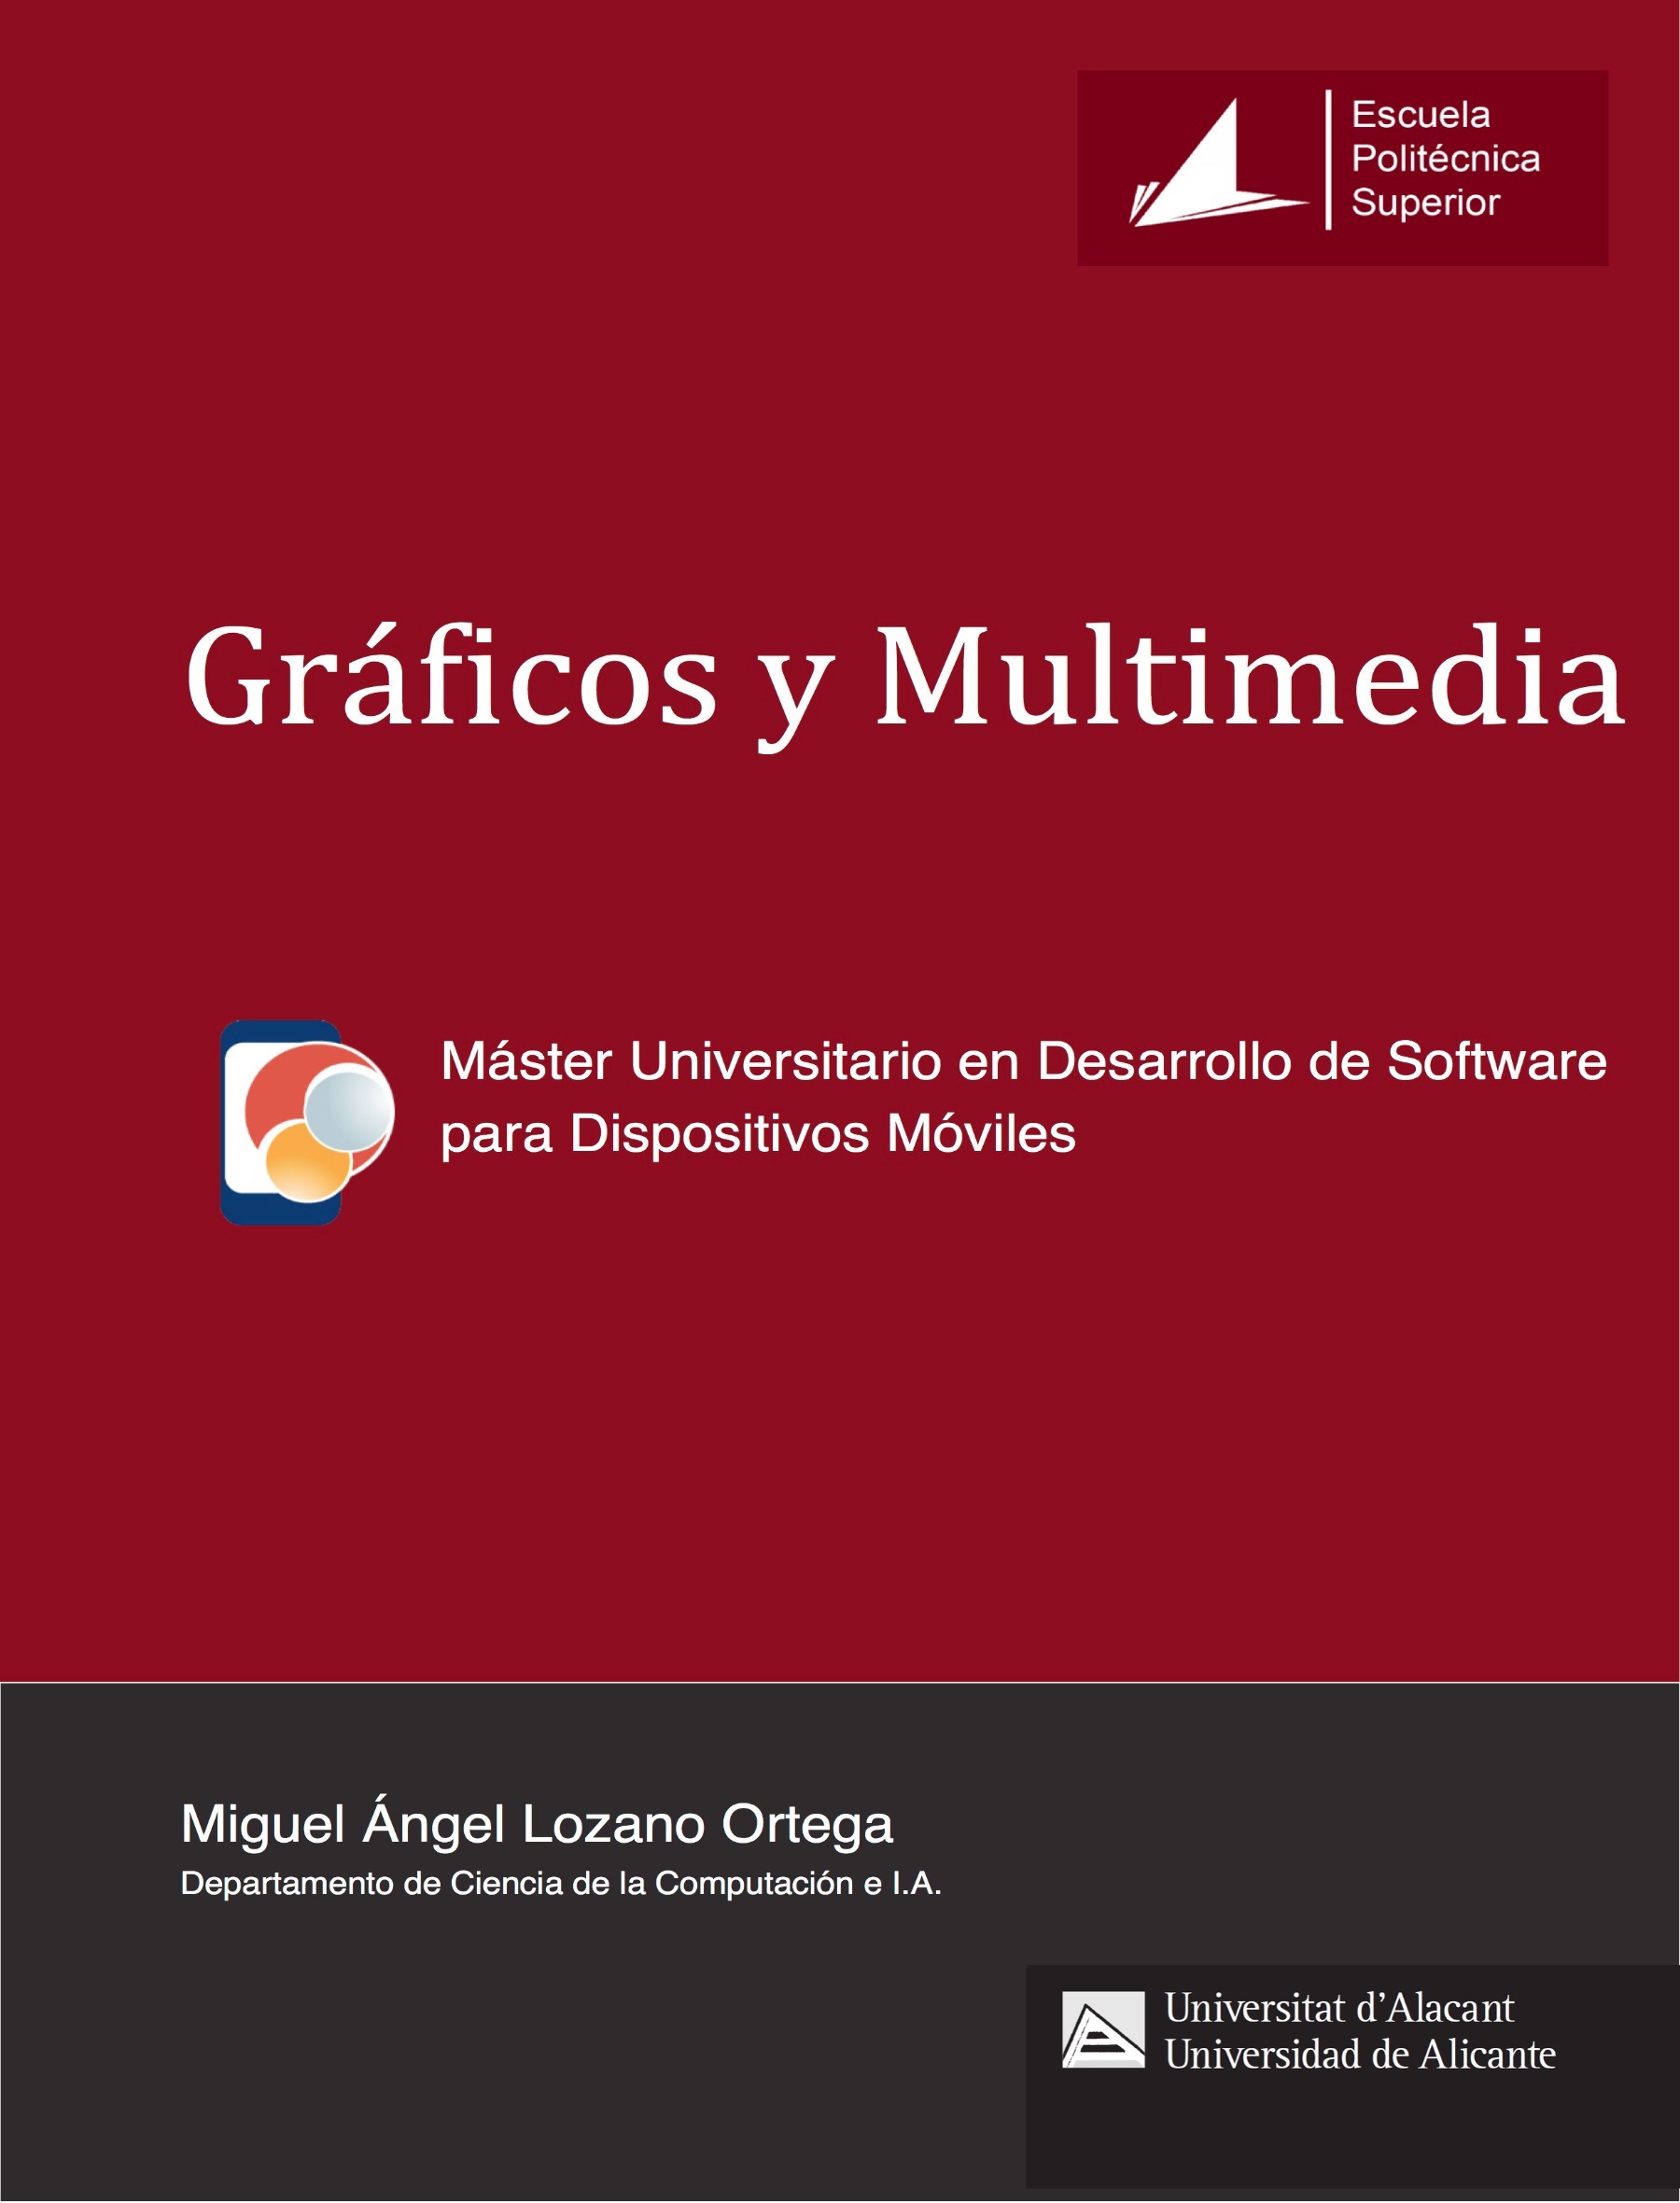 Escuela
Politécnica
Superior
Gráficos y Multimedia
Máster Universitario en Desarrollo de Software
para Dispositivos Móviles
Miguel Ángel Lozano Ortega
Departamento de Ciencia de la Computación e I.A.
Universitat d’Alacant
Universidad de Alicante